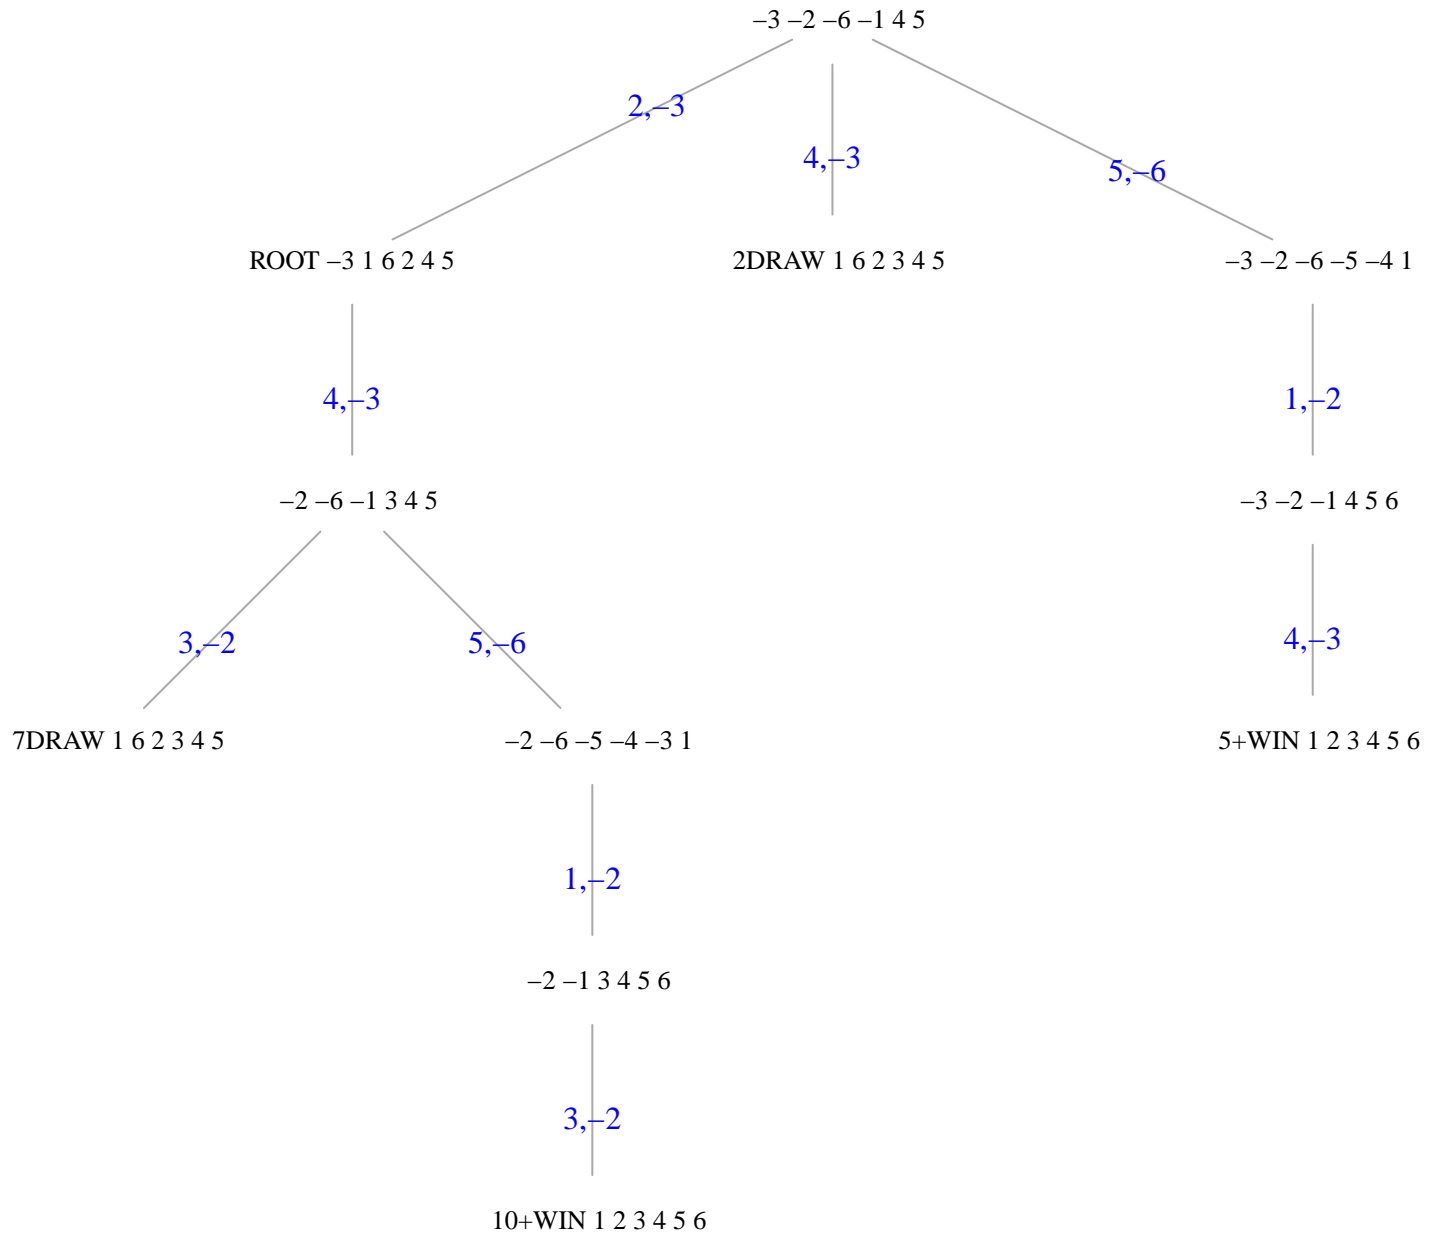 –3 –2 –6 –1 4 5
2,–3
4,–3
5,–6
ROOT –3 1 6 2 4 5
2DRAW 1 6 2 3 4 5
–3 –2 –6 –5 –4 1
4,–3
1,–2
–2 –6 –1 3 4 5
–3 –2 –1 4 5 6
3,–2
5,–6
4,–3
7DRAW 1 6 2 3 4 5
–2 –6 –5 –4 –3 1
5+WIN 1 2 3 4 5 6
1,–2
–2 –1 3 4 5 6
3,–2
10+WIN 1 2 3 4 5 6